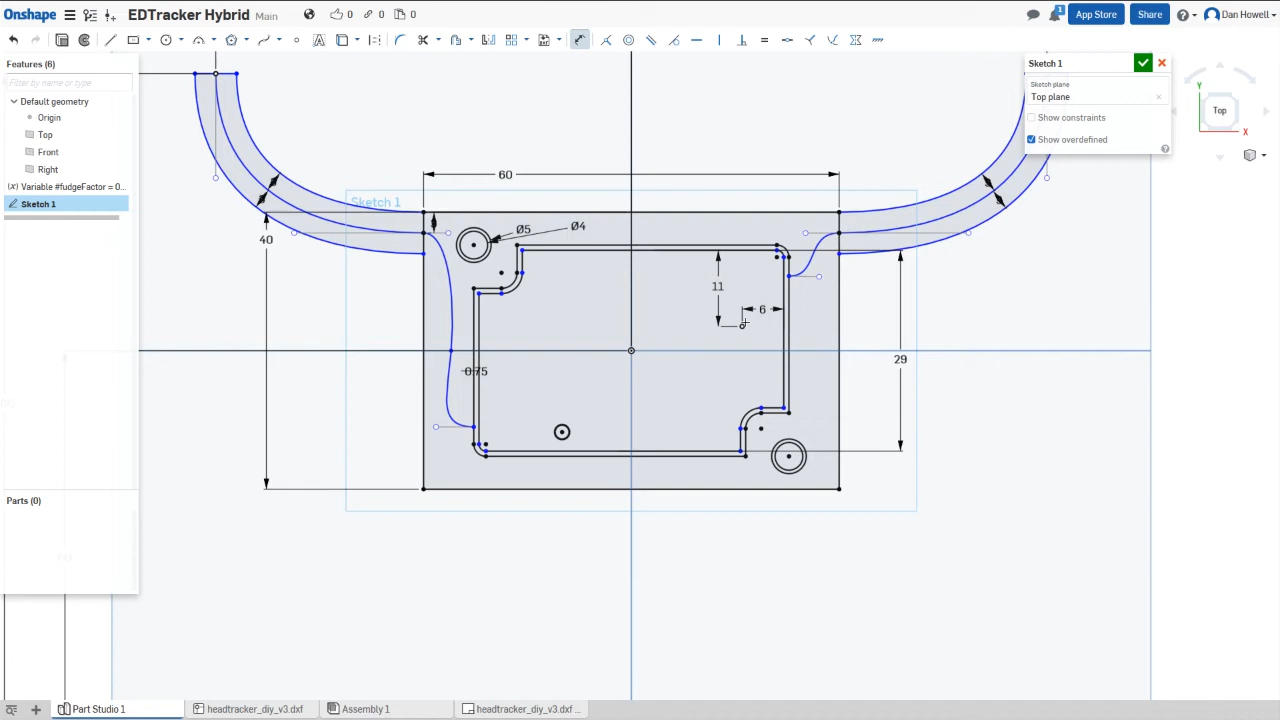 Onshape EDTracker Hybrid Main 0 0 0 1 App Store Share Dan Howell
Features (6)
Filter by name or type
Default geometry
Origin
Top
Front
Right
(x) Variable #fudgeFactor = 0...
Sketch 1
Parts (0)
Sketch 1
Sketch plane
Top plane
Show constraints
Show overdefined
Y
Top
X
60
Sketch 1
40
Ø5
Ø4
11
6
29
0.75
Part Studio 1 headtracker_diy_v3.dxf Assembly 1 headtracker_diy_v3.dxf ...